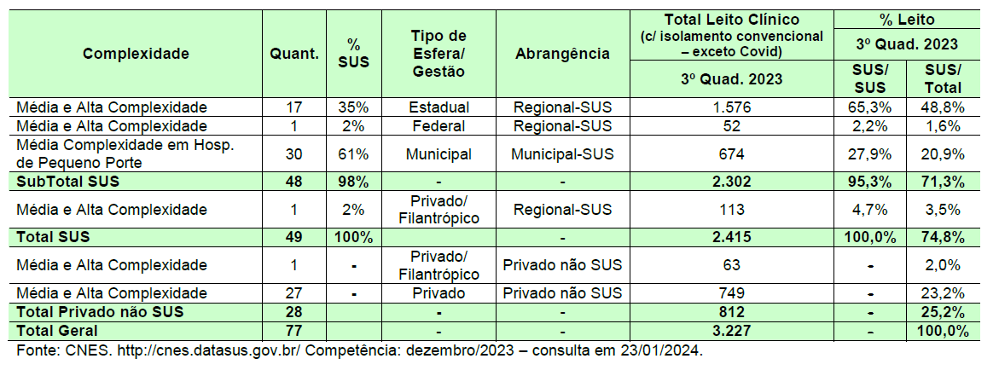 Complexidade Quant. % SUS Tipo de Esfera/ Gestão Abrangência Total Leito Clínico (c/ isolamento convencional – exceto Covid) % Leito
3º Quad. 2023
3º Quad. 2023 SUS/ SUS SUS/ Total
Média e Alta Complexidade 17 35% Estadual Regional-SUS 1.576 65,3% 48,8%
Média e Alta Complexidade 1 2% Federal Regional-SUS 52 2,2% 1,6%
Média Complexidade em Hosp. de Pequeno Porte 30 61% Municipal Municipal-SUS 674 27,9% 20,9%
SubTotal SUS 48 98% - - 2.302 95,3% 71,3%
Média e Alta Complexidade 1 2% Privado/ Filantrópico Regional-SUS 113 4,7% 3,5%
Total SUS 49 100% - 2.415 100,0% 74,8%
Média e Alta Complexidade 1 - Privado/ Filantrópico Privado não SUS 63 - 2,0%
Média e Alta Complexidade 27 - Privado Privado não SUS 749 23,2%
Total Privado não SUS 28 - - 812 - 25,2%
Total Geral 77 - - 3.227 - 100,0%
Fonte: CNES. http://cnes.datasus.gov.br/ Competência: dezembro/2023 – consulta em 23/01/2024.